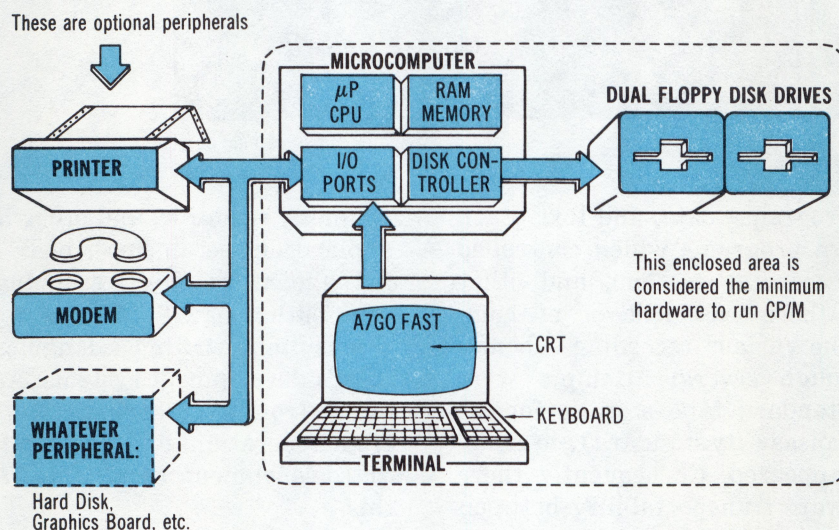 These are optional peripherals
MICROCOMPUTER
μP
CPU
RAM
MEMORY
DUAL FLOPPY DISK DRIVES
PRINTER
I/O
PORTS
DISK CON-
TROLLER
This enclosed area is
considered the minimum
hardware to run CP/M
MODEM
A7GO FAST
CRT
KEYBOARD
WHATEVER
PERIPHERAL:
TERMINAL
Hard Disk,
Graphics Board, etc.